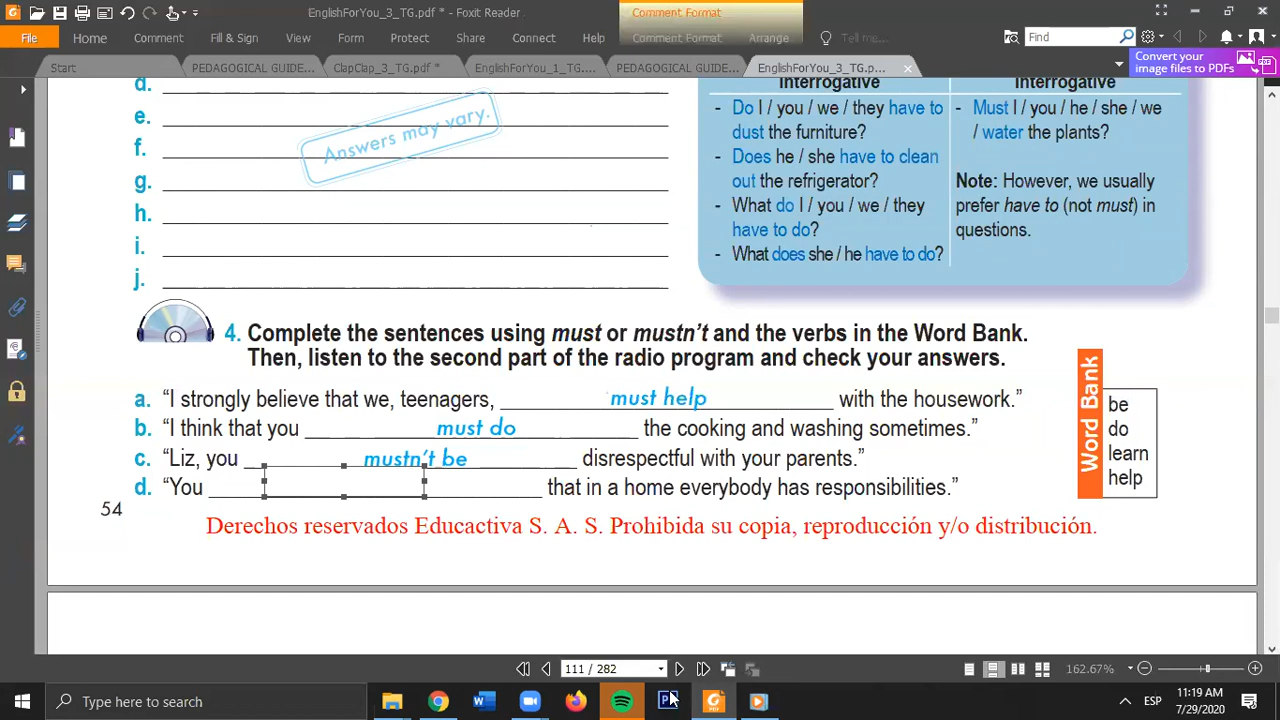 EnglishForYou_3_TG.pdf * - Foxit Reader
Comment Format
File Home Comment Fill & Sign View Form Protect Share Connect Help Comment Format Arrange Tell me... Find
Start PEDAGOGICAL GUIDE... ClapClap_3_TG.pdf * EnglishForYou_1_TG.... PEDAGOGICAL GUIDE... EnglishForYou_3_TG.p...
Convert your image files to PDFs
d.
e.
f.
g.
h.
i.
j.
Answers may vary.
Interrogative
- Do I / you / we / they have to
dust the furniture?
- Does he / she have to clean
out the refrigerator?
- What do I / you / we / they
have to do?
- What does she / he have to do?
Interrogative
- Must I / you / he / she / we
/ water the plants?
Note: However, we usually
prefer have to (not must) in
questions.
4. Complete the sentences using must or mustn't and the verbs in the Word Bank.
Then, listen to the second part of the radio program and check your answers.
a. “I strongly believe that we, teenagers, must help with the housework.”
b. “I think that you must do the cooking and washing sometimes.”
c. “Liz, you mustn't be disrespectful with your parents.”
d. “You that in a home everybody has responsibilities.”
Word Bank
be
do
learn
help
54
Derechos reservados Educactiva S. A. S. Prohibida su copia, reproducción y/o distribución.
111 / 282
162.67%
Type here to search
ESP
11:19 AM
7/29/2020